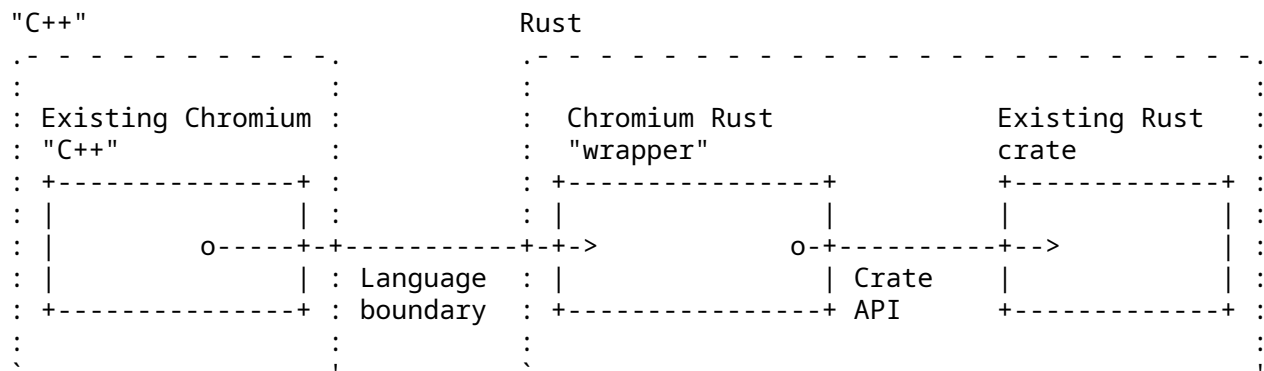 "C++" Rust
Existing Chromium Chromium Rust Existing Rust
"C++" "wrapper" crate
Language Crate
boundary API